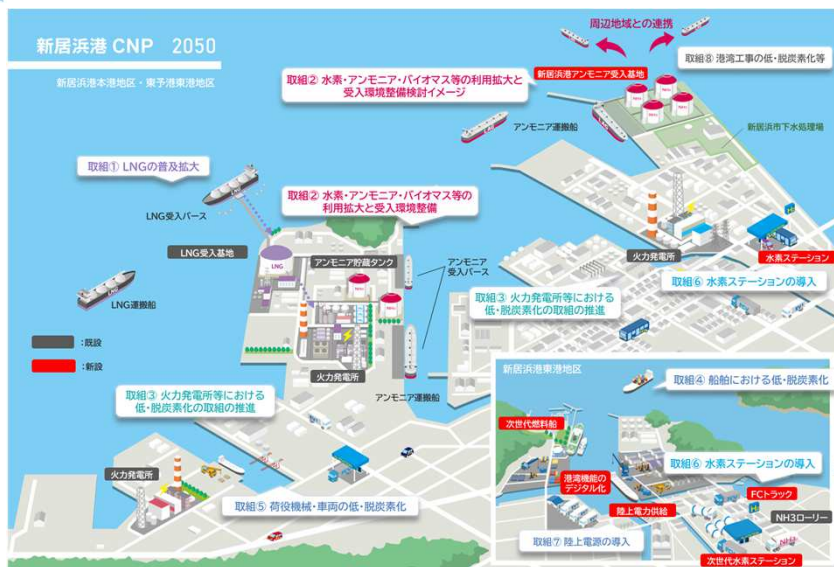 新居浜港 CNP 2050
新居浜港本港地区・東予港東港地区
周辺地域との連携
取組⑧ 港湾工事の低・脱炭素化等
新居浜港アンモニア受入基地
取組② 水素・アンモニア・バイオマス等の利用拡大と
受入環境整備検討イメージ
アンモニア運搬船
新居浜市下水処理場
取組① LNGの普及拡大
取組② 水素・アンモニア・バイオマス等の
利用拡大と受入環境整備
LNG受入バース
LNG受入基地
LNG
アンモニア貯蔵タンク
アンモニア
受入バース
火力発電所
水素ステーション
取組⑥ 水素ステーションの導入
LNG運搬船
取組③ 火力発電所等における
低・脱炭素化の取組の推進
:既設
:新設
火力発電所
アンモニア運搬船
取組③ 火力発電所等における
低・脱炭素化の取組の推進
火力発電所
取組⑤ 荷役機械・車両の低・脱炭素化
新居浜港東港地区
取組④ 船舶における低・脱炭素化
次世代燃料船
取組⑥ 水素ステーションの導入
港湾機能の
デジタル化
FCトラック
陸上電力供給
NH3ローリー
取組⑦ 陸上電源の導入
次世代水素ステーション